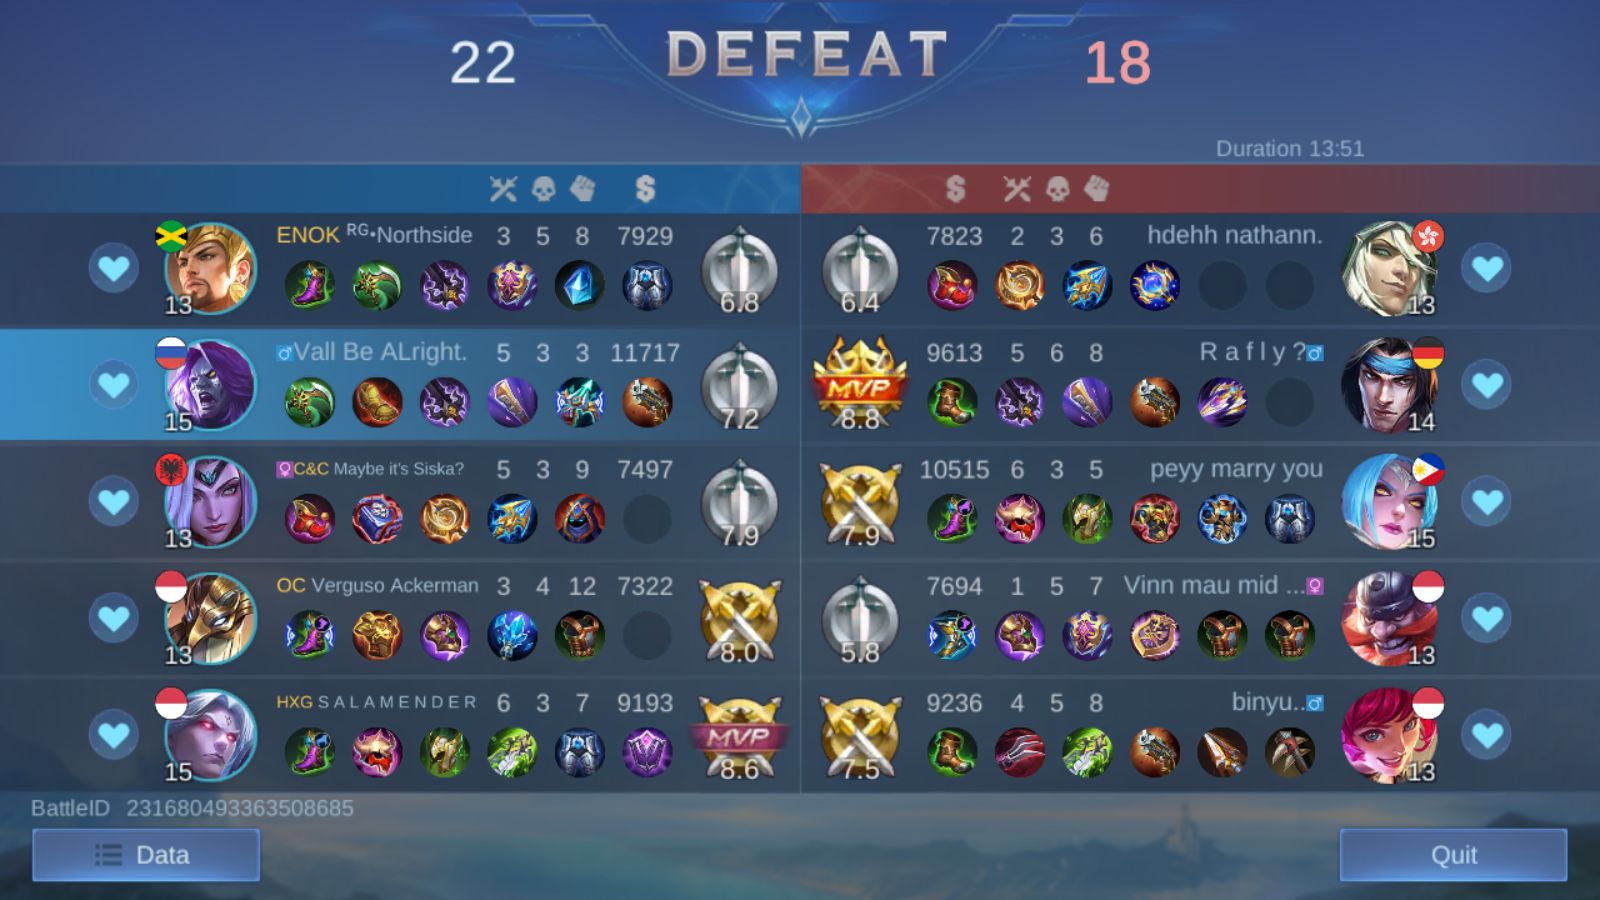 22 DEFEAT 18
Duration 13:51
ENOK ᴿᴳ•Northside 3 5 8 7929
13 6.8
7823 2 3 6 hdehh nathann.
6.4 13
♂Vall Be ALright. 5 3 3 11717
15 7.2
9613 5 6 8 R a f l y ?♂
MVP 8.8 14
♀C&C Maybe it's Siska? 5 3 9 7497
13 7.9
10515 6 3 5 peyy marry you
7.9 15
OC Verguso Ackerman 3 4 12 7322
13 8.0
7694 1 5 7 Vinn mau mid ...♀
5.8 13
HXG S A L A M E N D E R 6 3 7 9193
15 MVP 8.6
9236 4 5 8 binyu..♂
7.5 13
BattleID 231680493363508685
Data
Quit